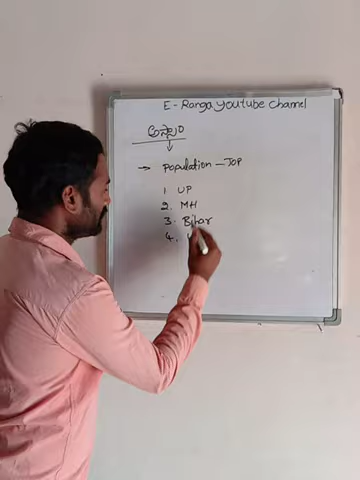 E- Ranga Youtube Channel
→ Population - TOP
1 UP
2. MH
3. Bihar
4.